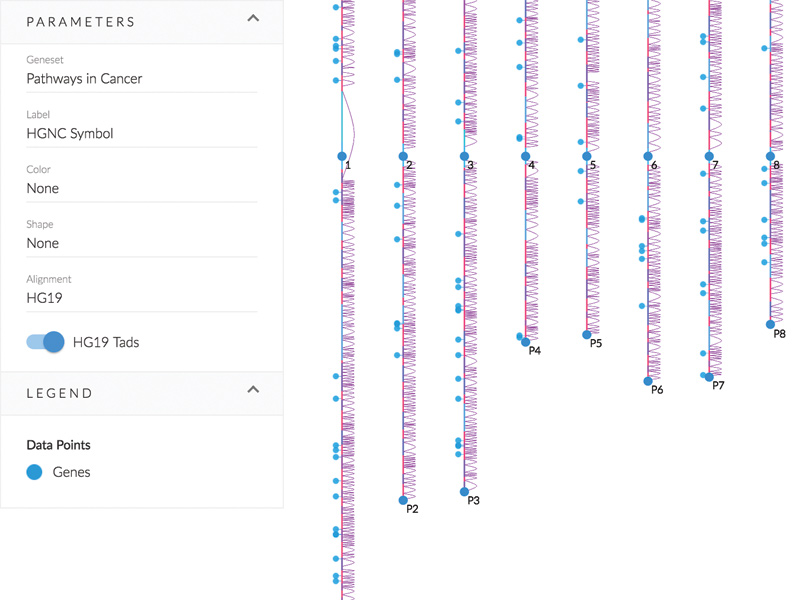 PARAMETERS
Geneset
Pathways in Cancer
Label
HGNC Symbol
Color
None
Shape
None
Alignment
HG19
HG19 Tads
LEGEND
Data Points
Genes
1 2 3 4 5 6 7 8
P8
P5
P4
P7
P6
P3
P2